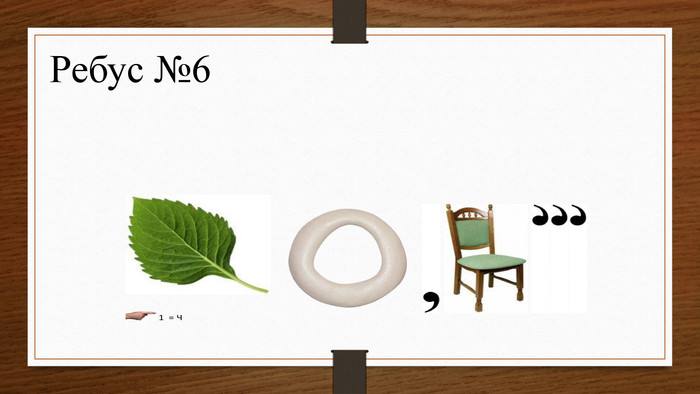 Ребус №6
O
, ,,,
1 = Ч